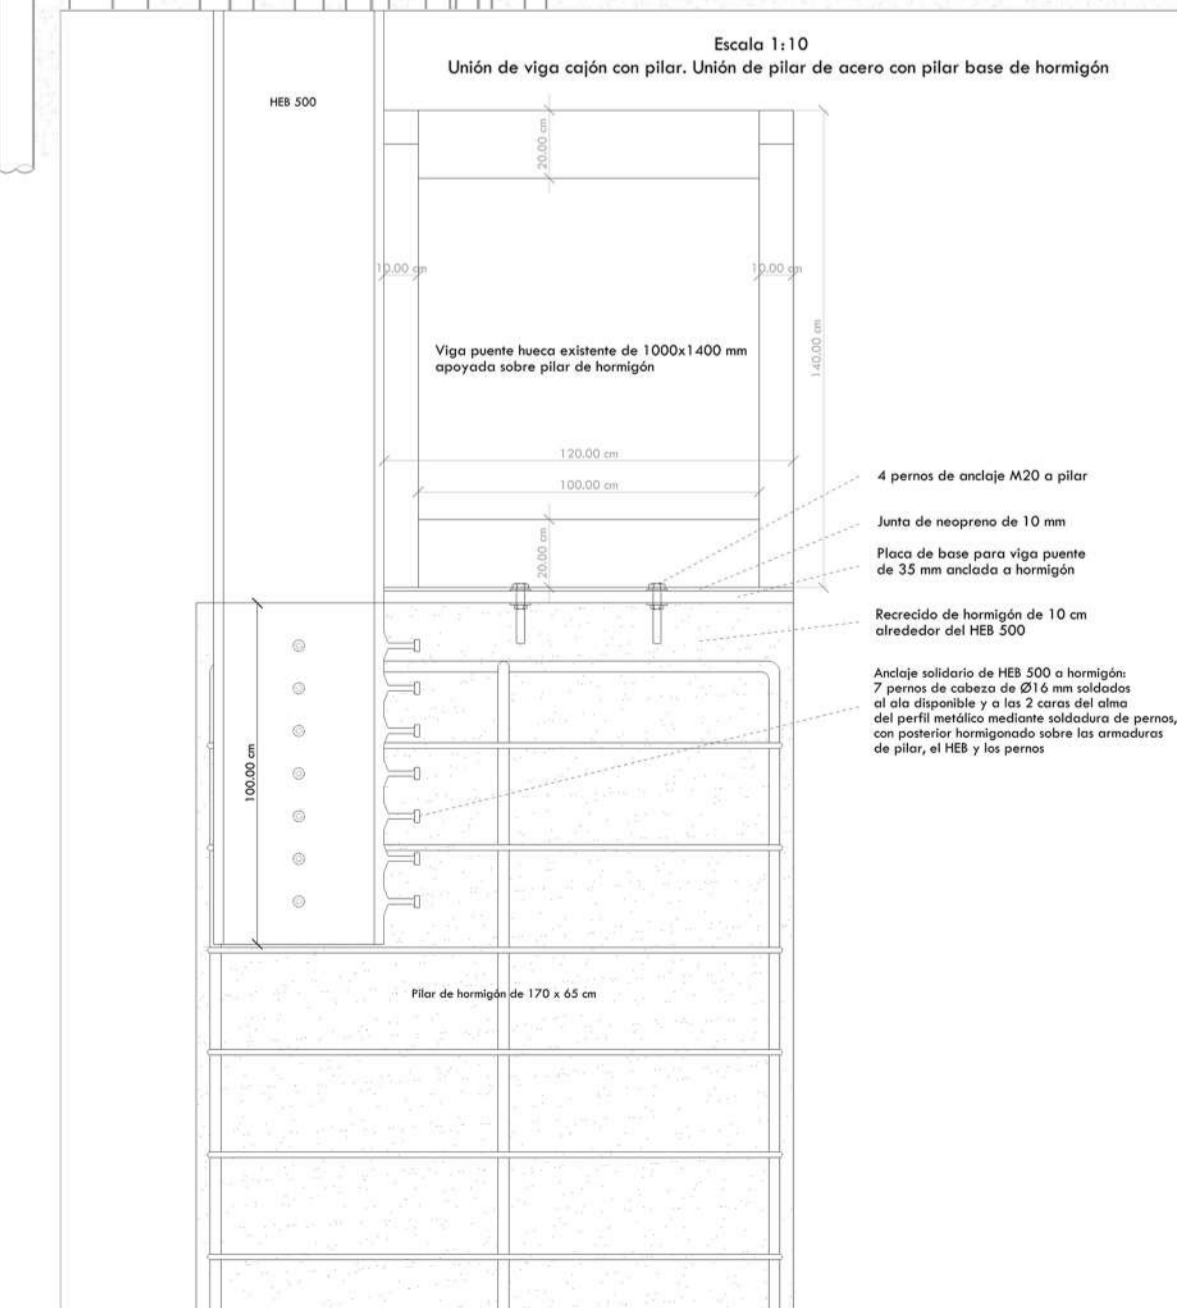 Escala 1:10
Unión de viga cajón con pilar. Unión de pilar de acero con pilar base de hormigón
HEB 500
20.00 cm
10.00 cm
10.00 cm
140.00 cm
Viga puente hueca existente de 1000x1400 mm
apoyada sobre pilar de hormigón
120.00 cm
100.00 cm
20.00 cm
4 pernos de anclaje M20 a pilar
Junta de neopreno de 10 mm
Placa de base para viga puente
de 35 mm anclada a hormigón
Recrecido de hormigón de 10 cm
alrededor del HEB 500
Anclaje solidario de HEB 500 a hormigón:
7 pernos de cabeza de Ø16 mm soldados
al ala disponible y a las 2 caras del alma
del perfil metálico mediante soldadura de pernos,
con posterior hormigonado sobre las armaduras
de pilar, el HEB y los pernos
100.00 cm
Pilar de hormigón de 170 x 65 cm